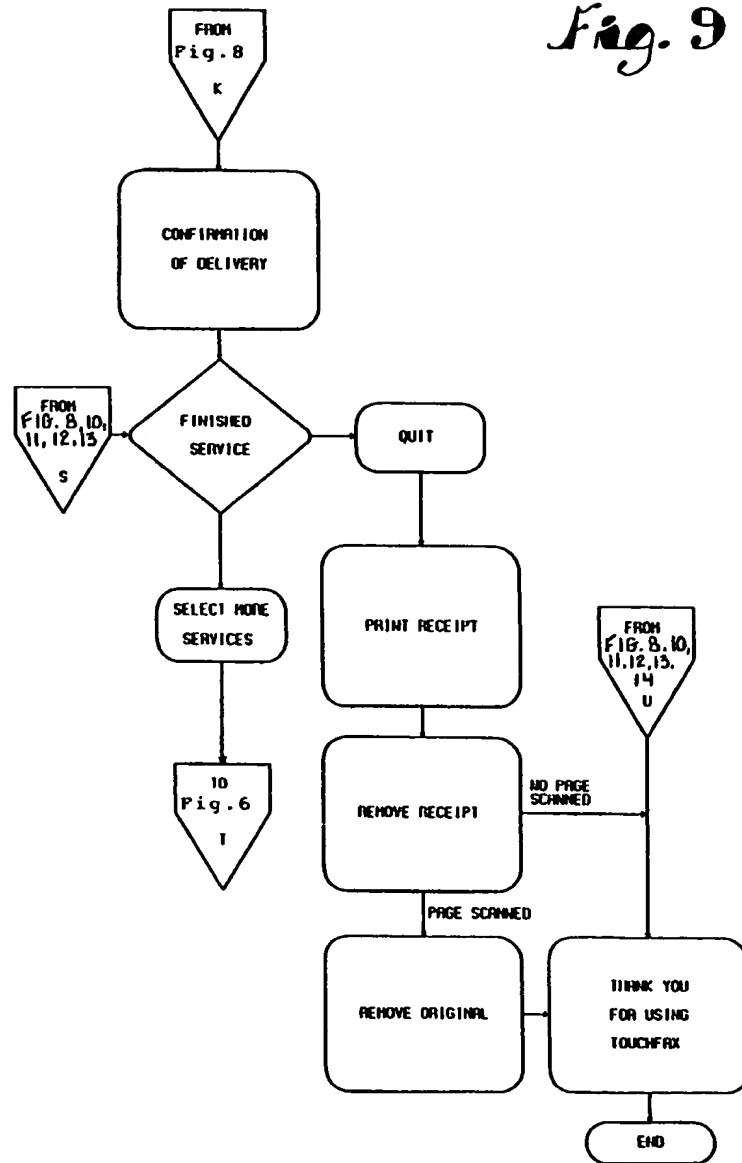 Fig. 9
FROM
Fig. 8
K
CONFIRMATION
OF DELIVERY
FROM
FIG. 8, 10,
11, 12, 13
S
FINISHED
SERVICE
QUIT
SELECT MORE
SERVICES
PRINT RECEIPT
FROM
FIG. 8. 10,
11. 12, 13.
14
U
TO
Fig. 6
T
REMOVE RECEIPT
NO PAGE
SCANNED
PAGE SCANNED
REMOVE ORIGINAL
THANK YOU
FOR USING
TOUCHFAX
END